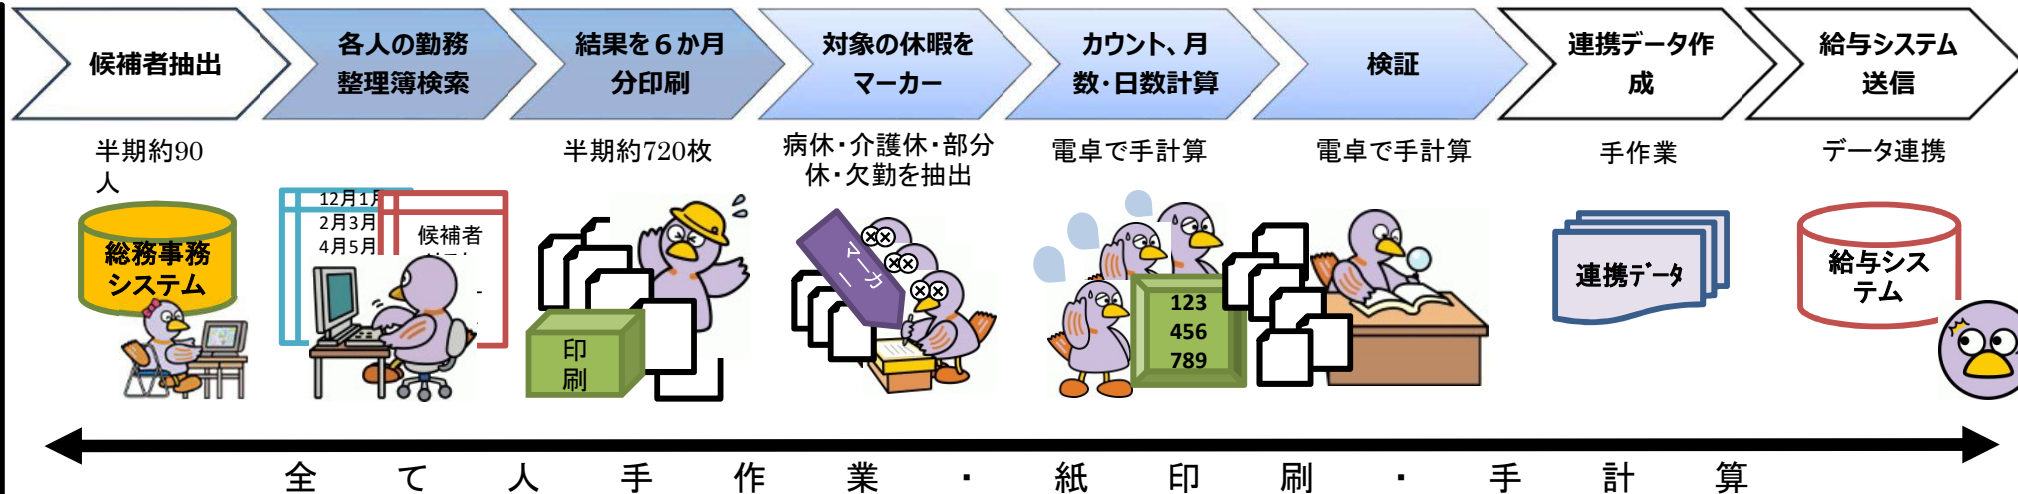 候補者抽出
各人の勤務
整理簿検索
結果を６か月
分印刷
対象の休暇を
マーカー
カウント、月
数・日数計算
検証
連携データ作
成
給与システム
送信
半期約90
人
半期約720枚
病休・介護休・部分
休・欠勤を抽出
電卓で手計算
電卓で手計算
手作業
データ連携
総務事務
システム
12月1月
2月3月
4月5月
候補者
印
刷
マーカ
ー
123
456
789
連携データ
給与シス
テム
全て人手作業・紙印刷・手計算